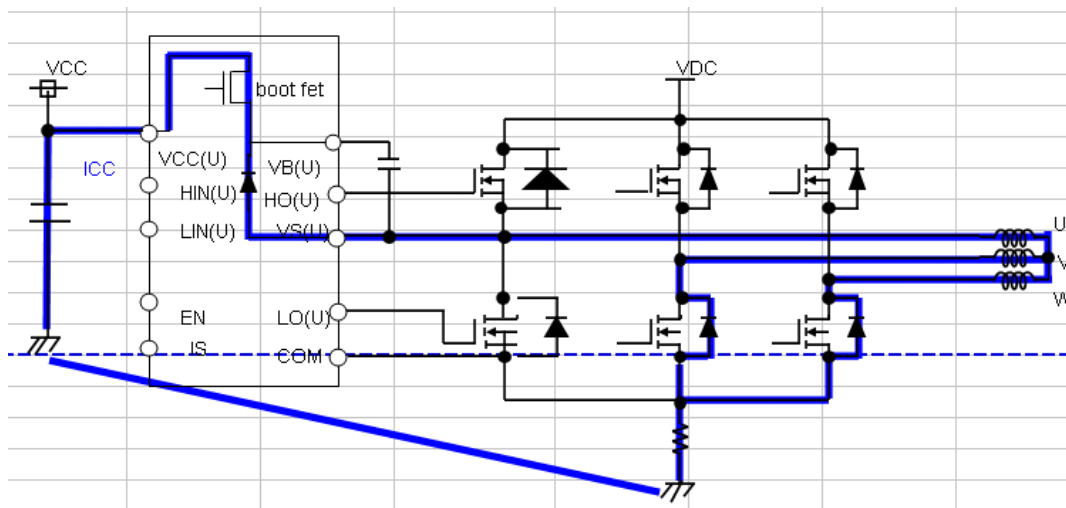 VCC
boot fet
VDC
ICC
VCC(U)
VB(U)
HIN(U)
HO(U)
LIN(U)
VS(U)
U
V
W
EN
LO(U)
IS
COM